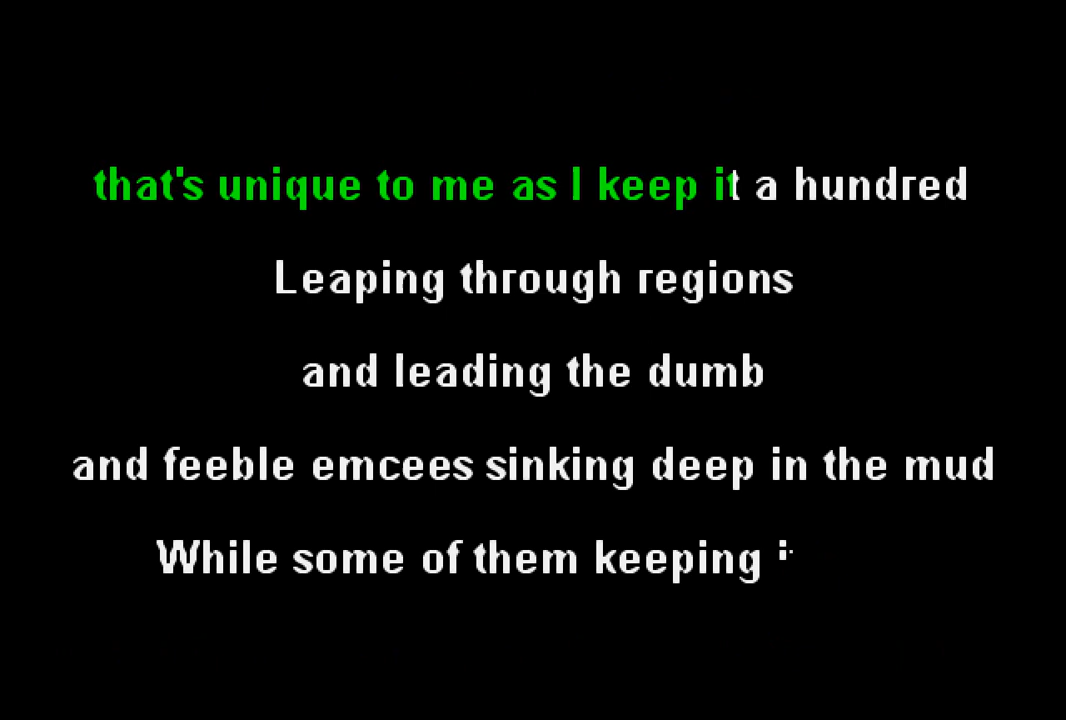 that's unique to me as I keep it a hundred
Leaping through regions
and leading the dumb
and feeble emcees sinking deep in the mud
While some of them keeping